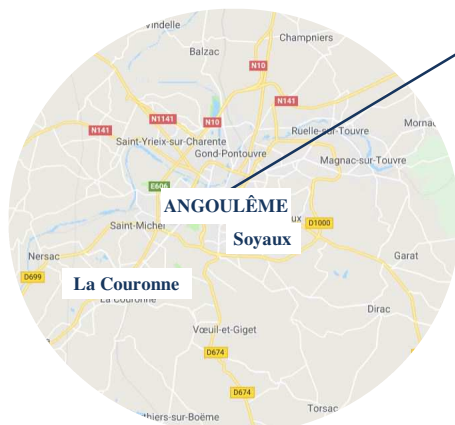 Vindelle
Champniers
Balzac
N10
N1141
N10
N141
N141
Ruelle-sur-Touvre
Mornac
Saint-Yrieix-sur-Charente
Gond-Pontouvre
Magnac-sur-Touvre
E606
ANGOULÊME
Saint-Michel
D1000
Soyaux
Nersac
Garat
D699
La Couronne
La Couronne
Dirac
Vœuil-et-Giget
D674
D674
Torsac